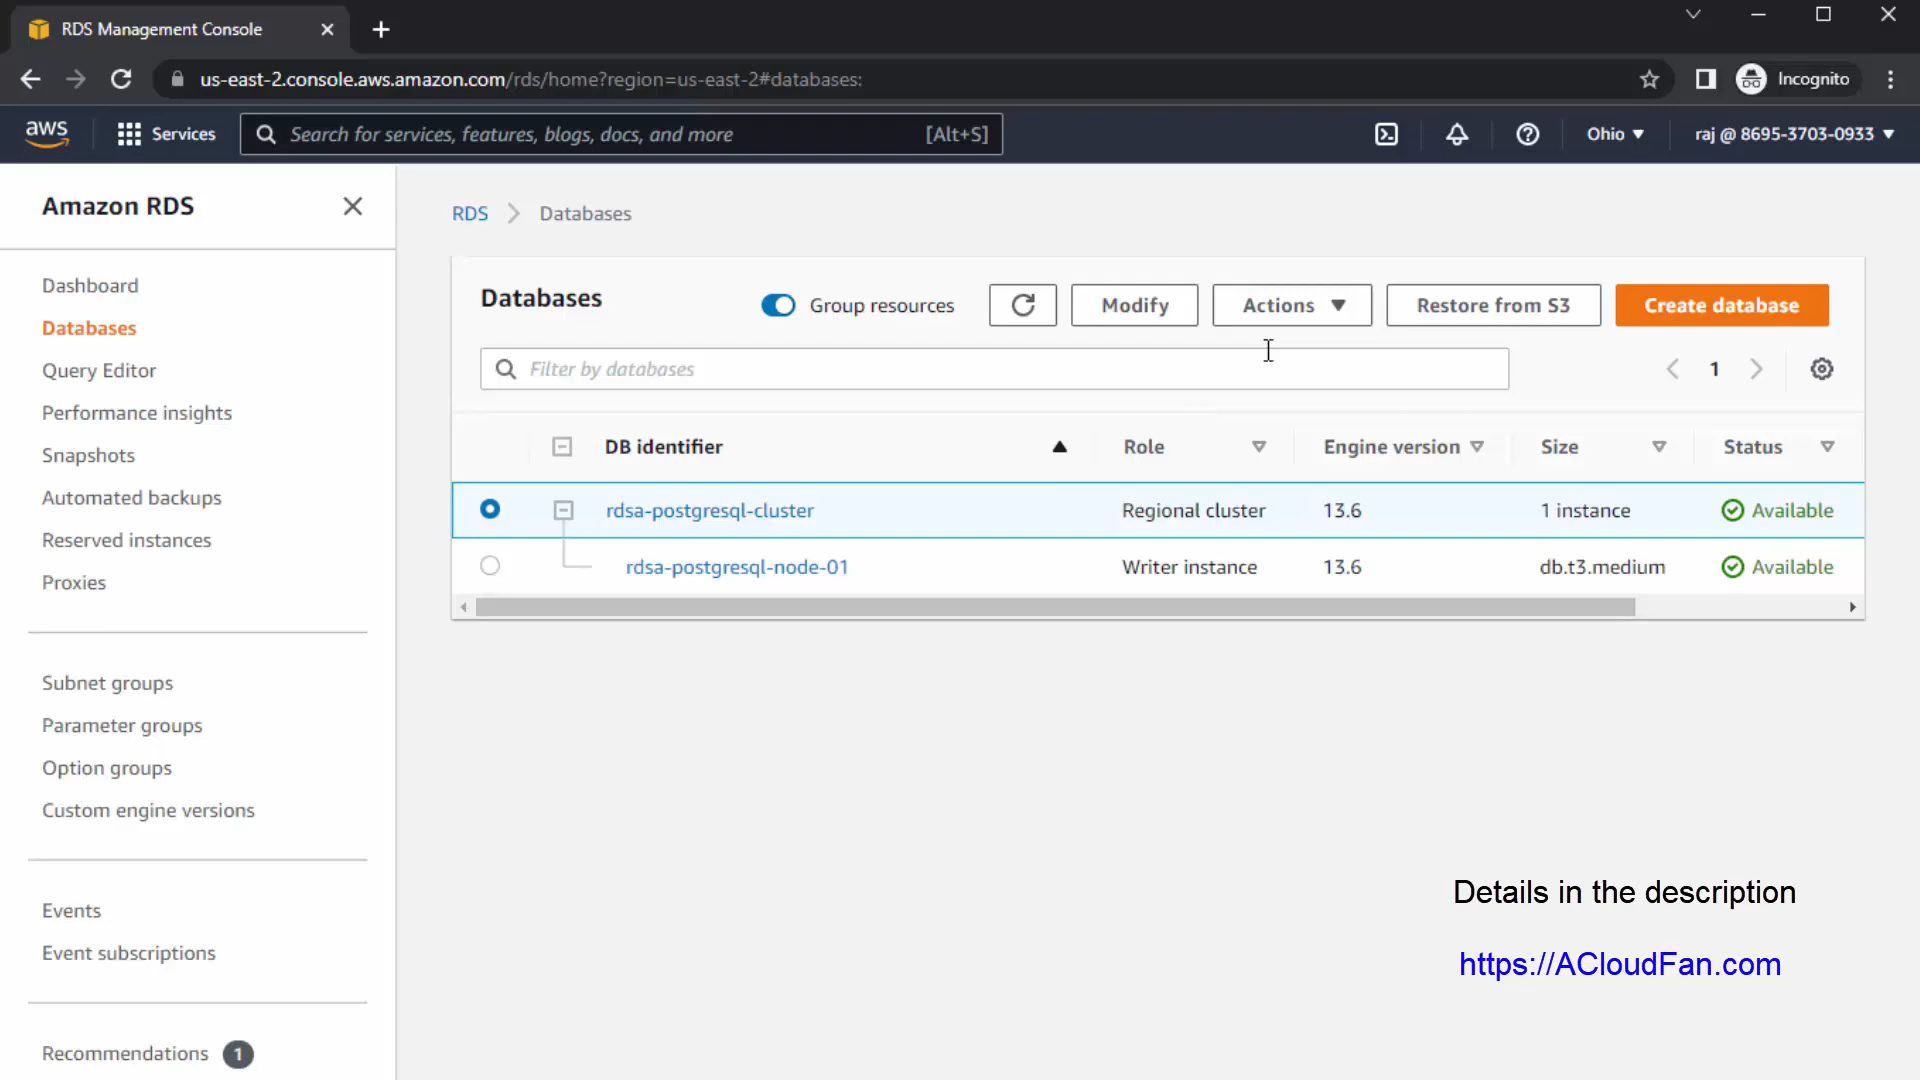 RDS Management Console
us-east-2.console.aws.amazon.com/rds/home?region=us-east-2#databases:
Incognito
aws
Services
Search for services, features, blogs, docs, and more
[Alt+S]
Ohio
raj @ 8695-3703-0933
Amazon RDS
Dashboard
Databases
Query Editor
Performance insights
Snapshots
Automated backups
Reserved instances
Proxies
Subnet groups
Parameter groups
Option groups
Custom engine versions
Events
Event subscriptions
Recommendations 1
RDS > Databases
Databases
Group resources
Modify
Actions
Restore from S3
Create database
Filter by databases
1
DB identifier Role Engine version Size Status
rdsa-postgresql-cluster Regional cluster 13.6 1 instance Available
rdsa-postgresql-node-01 Writer instance 13.6 db.t3.medium Available
Details in the description
https://ACloudFan.com